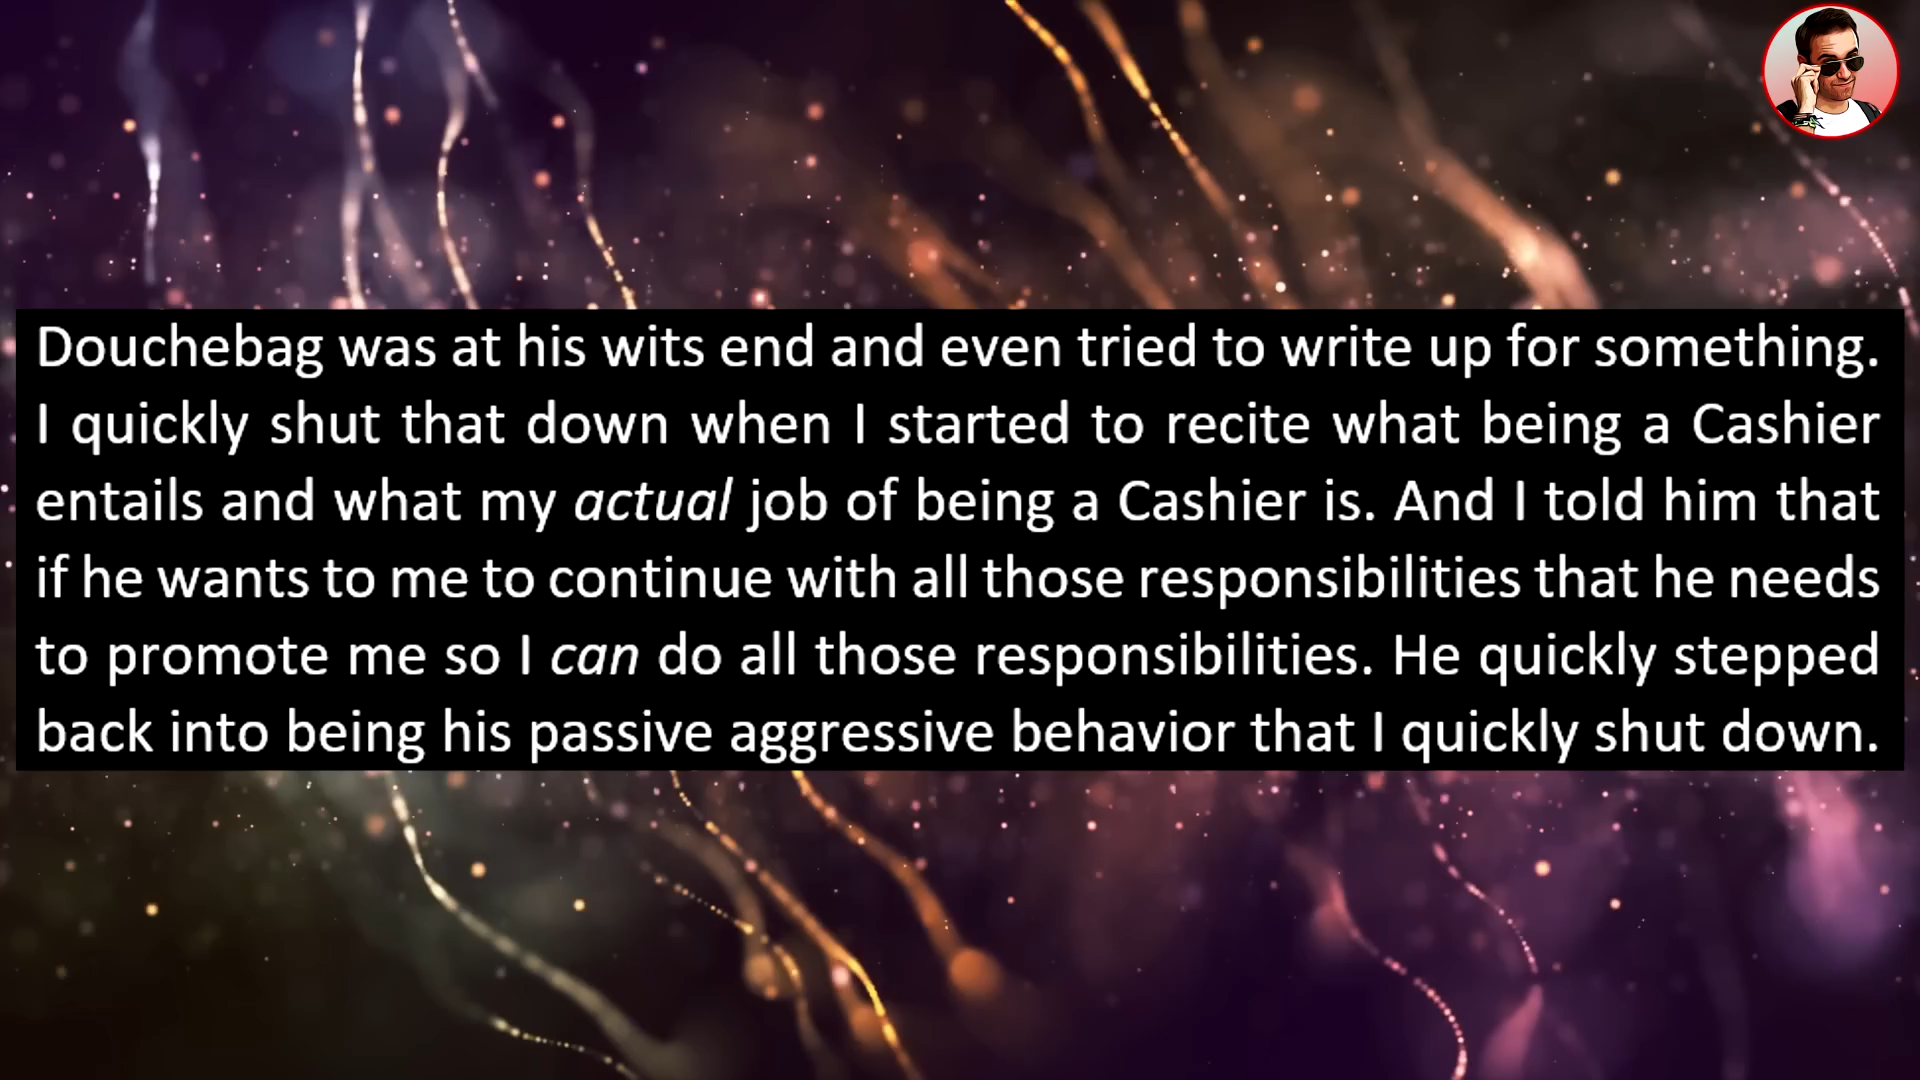 Douchebag was at his wits end and even tried to write up for something.
I quickly shut that down when I started to recite what being a Cashier
entails and what my actual job of being a Cashier is. And I told him that
if he wants to me to continue with all those responsibilities that he needs
to promote me so I can do all those responsibilities. He quickly stepped
back into being his passive aggressive behavior that I quickly shut down.